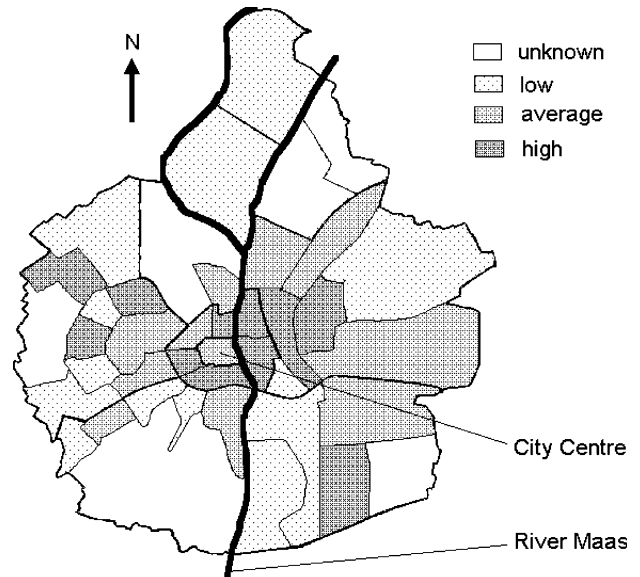 N
unknown
low
average
high
City Centre
River Maas